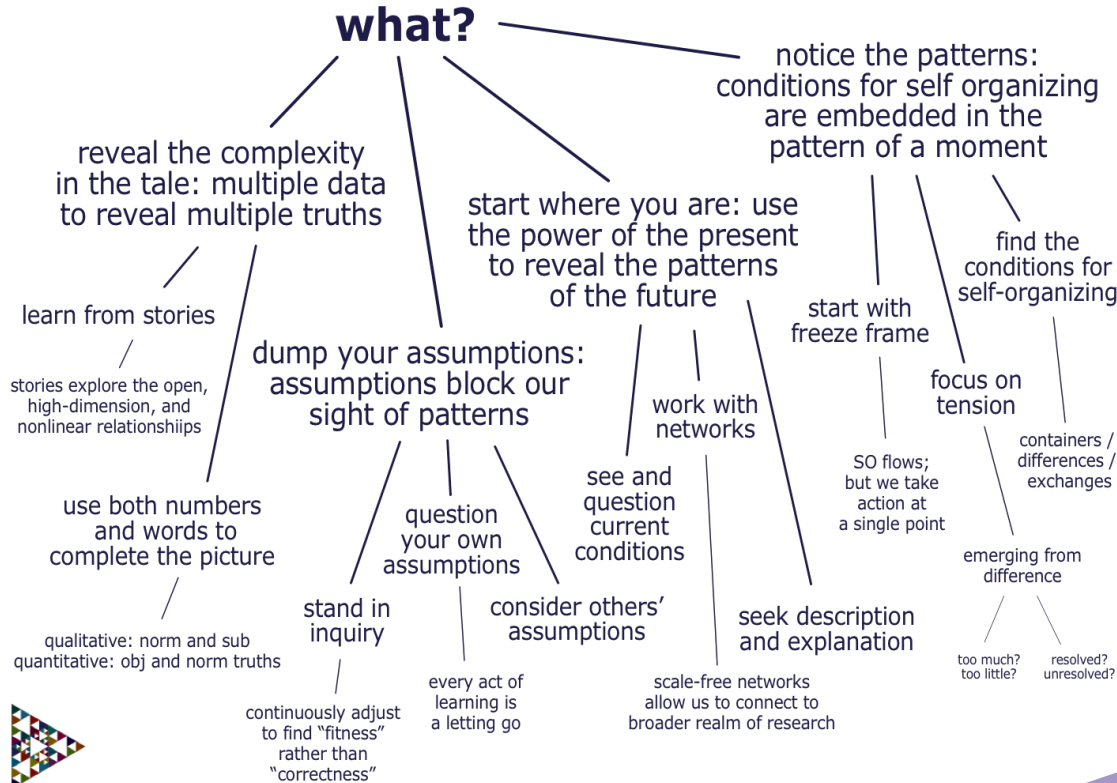 what?
reveal the complexity
in the tale: multiple data
to reveal multiple truths
learn from stories
stories explore the open,
high-dimension, and
nonlinear relationshiips
use both numbers
and words to
complete the picture
qualitative: norm and sub
quantitative: obj and norm truths
dump your assumptions:
assumptions block our
sight of patterns
stand in
inquiry
continuously adjust
to find “fitness”
rather than
“correctness”
question
your own
assumptions
every act of
learning is
a letting go
consider others’
assumptions
start where you are: use
the power of the present
to reveal the patterns
of the future
see and
question
current
conditions
work with
networks
scale-free networks
allow us to connect to
broader realm of research
seek description
and explanation
notice the patterns:
conditions for self organizing
are embedded in the
pattern of a moment
start with
freeze frame
SO flows;
but we take
action at
a single point
focus on
tension
emerging from
difference
too much?
too little?
resolved?
unresolved?
find the
conditions for
self-organizing
containers /
differences /
exchanges